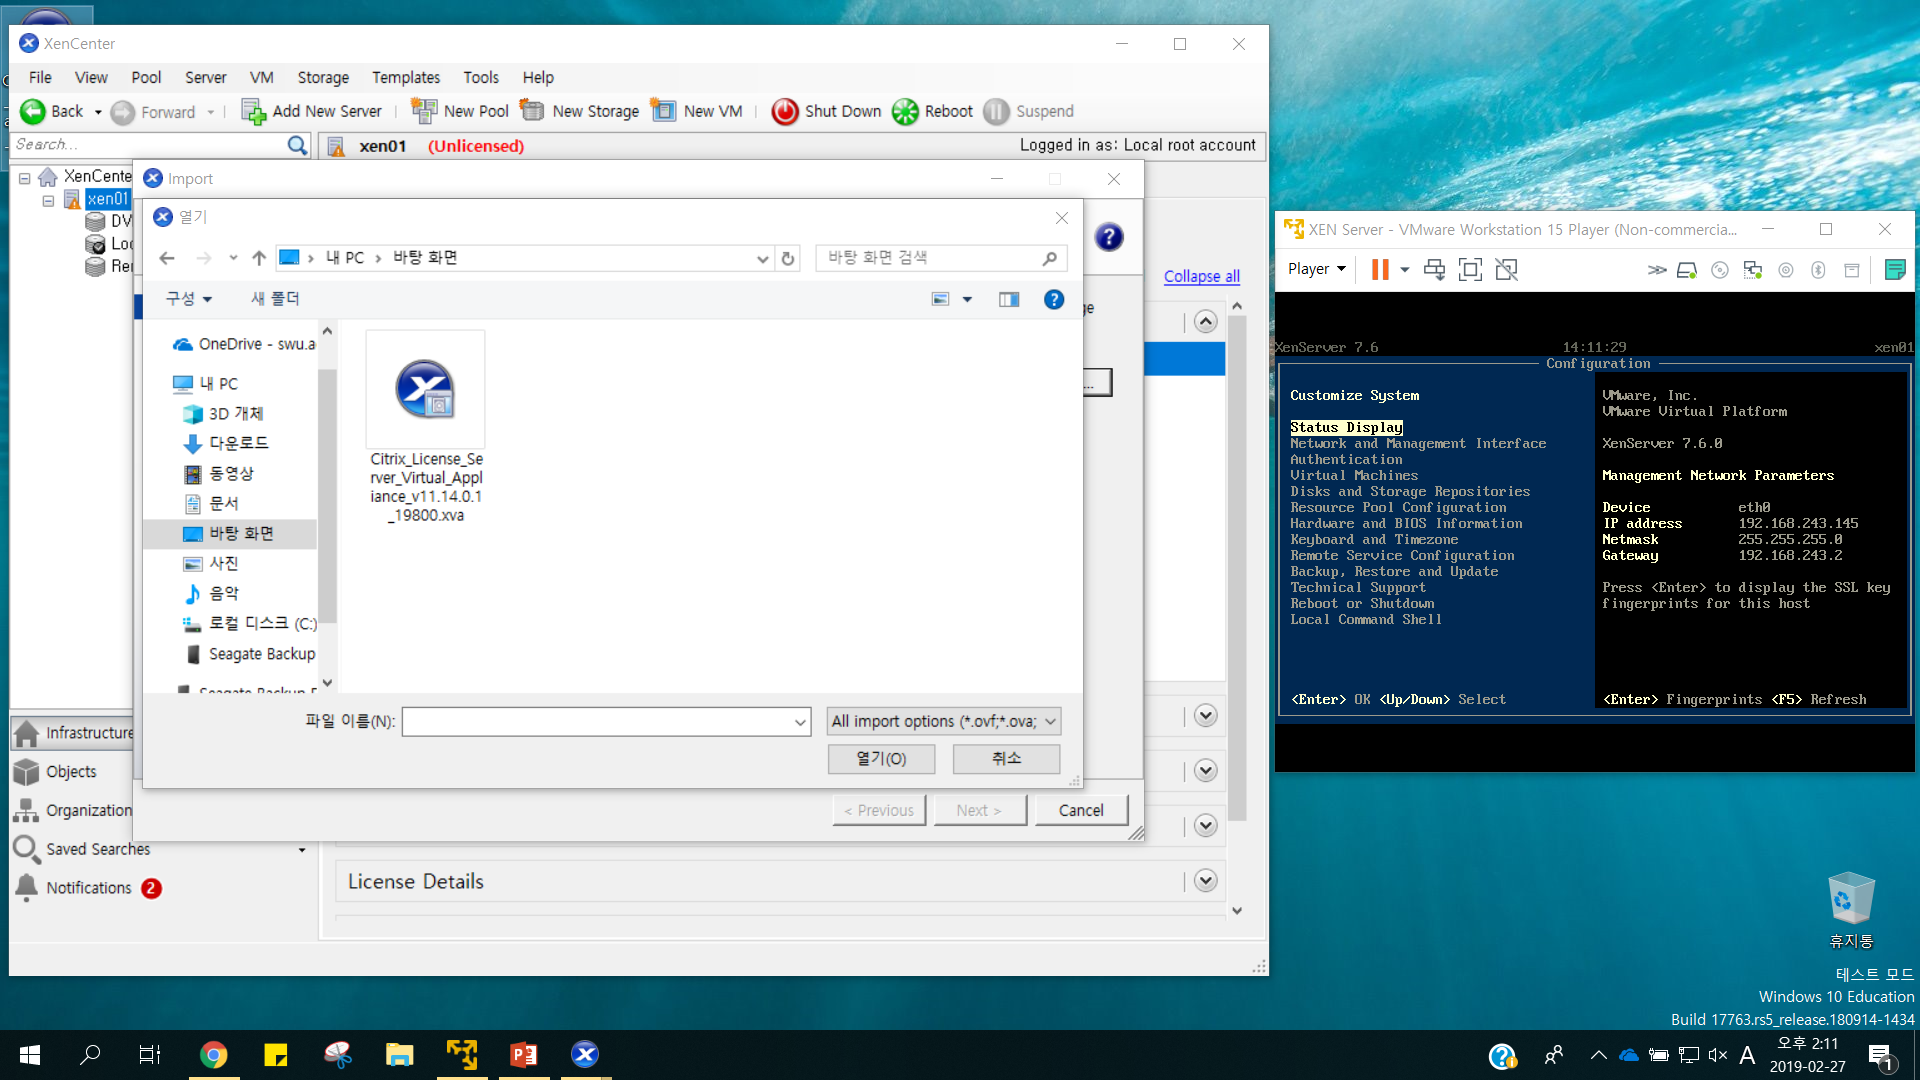 XenCenter
File View Pool Server VM Storage Templates Tools Help
Back Forward Add New Server New Pool New Storage New VM Shut Down Reboot Suspend
Search...
xen01 (Unlicensed)
Logged in as: Local root account
XenCente
xen01
DV
Loc
Rer
Import
열기
내 PC › 바탕 화면
바탕 화면 검색
구성
새 폴더
Collapse all
ge
...
OneDrive - swu.a
내 PC
3D 개체
다운로드
동영상
문서
바탕 화면
사진
음악
로컬 디스크 (C:)
Seagate Backup
Citrix_License_Se
rver_Virtual_Appl
iance_v11.14.0.1
_19800.xva
파일 이름(N):
All import options (*.ovf;*.ova;
열기(O)
취소
< Previous
Next >
Cancel
Infrastructure
Objects
Organization
Saved Searches
Notifications 2
License Details
XEN Server - VMware Workstation 15 Player (Non-commercia...
Player
XenServer 7.6 14:11:29 xen01
Configuration
Customize System
Status Display
Network and Management Interface
Authentication
Virtual Machines
Disks and Storage Repositories
Resource Pool Configuration
Hardware and BIOS Information
Keyboard and Timezone
Remote Service Configuration
Backup, Restore and Update
Technical Support
Reboot or Shutdown
Local Command Shell
<Enter> OK <Up/Down> Select
VMware, Inc.
VMware Virtual Platform
XenServer 7.6.0
Management Network Parameters
Device eth0
IP address 192.168.243.145
Netmask 255.255.255.0
Gateway 192.168.243.2
Press <Enter> to display the SSL key
fingerprints for this host
<Enter> Fingerprints <F5> Refresh
휴지통
테스트 모드
Windows 10 Education
Build 17763.rs5_release.180914-1434
A
오후 2:11
2019-02-27
1